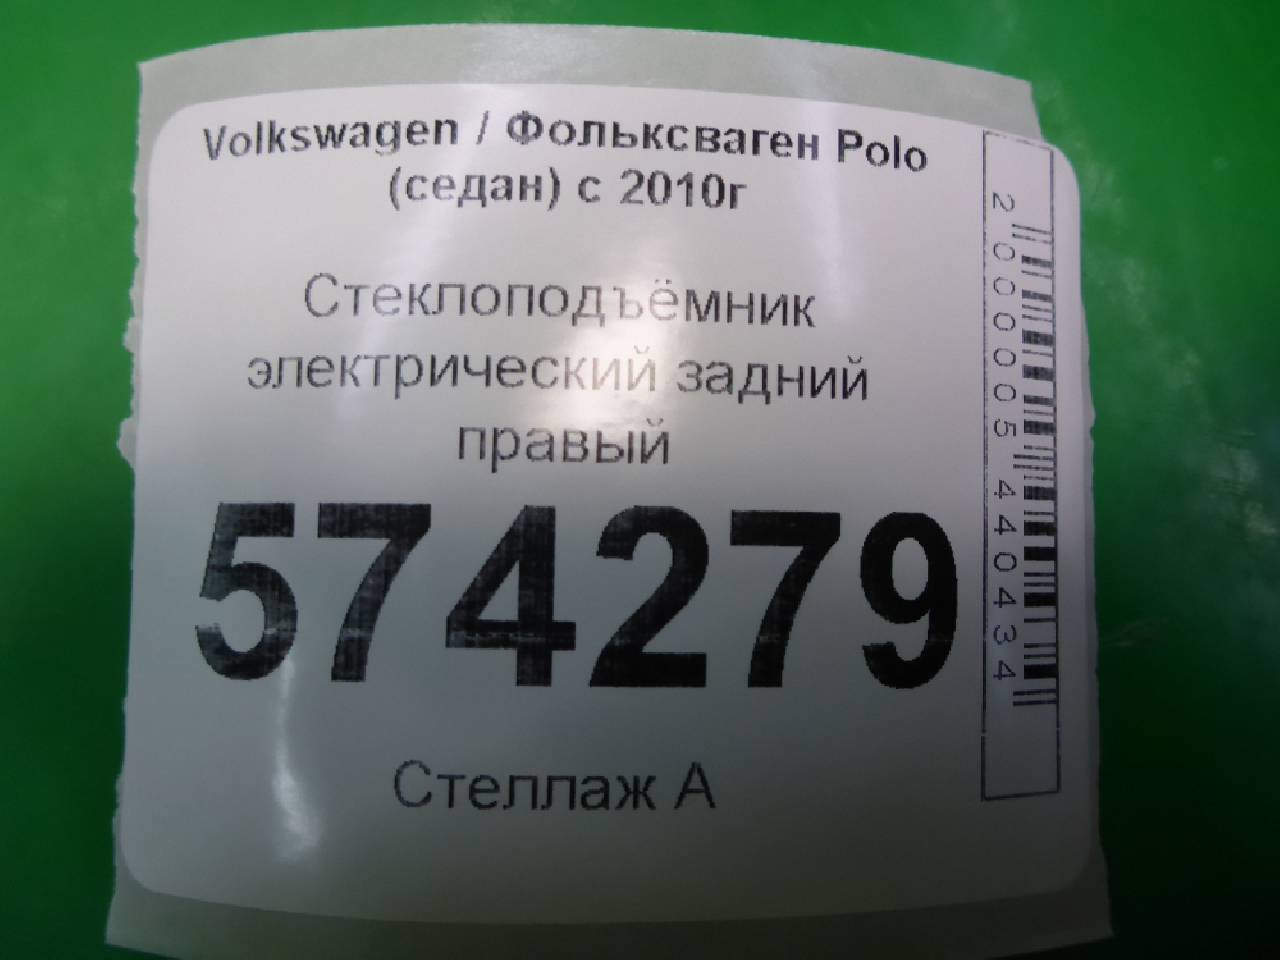 Volkswagen / Фольксваген Polo
(седан) с 2010г
Стеклоподъёмник
электрический задний
правый
574279
Стеллаж А
2000005440434